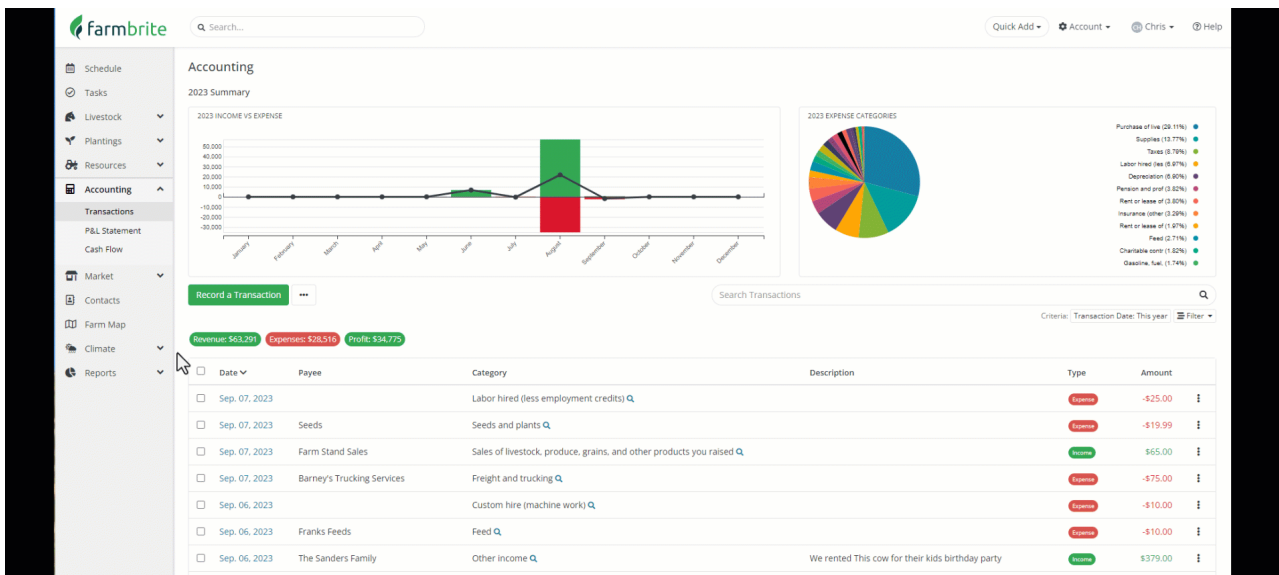 farmbrite
Search...
Quick Add
Account
CH Chris
Help
Schedule
Tasks
Livestock
Plantings
Resources
Accounting
Transactions
P&L Statement
Cash Flow
Market
Contacts
Farm Map
Climate
Reports
Accounting
2023 Summary
2023 INCOME VS EXPENSE
50,000
40,000
30,000
20,000
10,000
0
-10,000
-20,000
-30,000
January
February
March
April
May
June
July
August
September
October
November
December
2023 EXPENSE CATEGORIES
Purchase of live (29.11%)
Supplies (13.77%)
Taxes (8.79%)
Labor hired (les (6.97%)
Depreciation (6.90%)
Pension and prof (3.82%)
Rent or lease of (3.80%)
Insurance (other (3.29%)
Rent or lease of (1.97%)
Feed (2.71%)
Charitable contr (1.82%)
Gasoline, fuel, (1.74%)
Record a Transaction
Search Transactions
Criteria: Transaction Date: This year Filter
Revenue: $63,291 Expenses: $28,516 Profit: $34,775
Date Payee Category Description Type Amount
Sep. 07, 2023 Labor hired (less employment credits) Expense -$25.00
Sep. 07, 2023 Seeds Seeds and plants Expense -$19.99
Sep. 07, 2023 Farm Stand Sales Sales of livestock, produce, grains, and other products you raised Income $65.00
Sep. 07, 2023 Barney's Trucking Services Freight and trucking Expense -$75.00
Sep. 06, 2023 Custom hire (machine work) Expense -$10.00
Sep. 06, 2023 Franks Feeds Feed Expense -$10.00
Sep. 06, 2023 The Sanders Family Other income We rented This cow for their kids birthday party Income $379.00